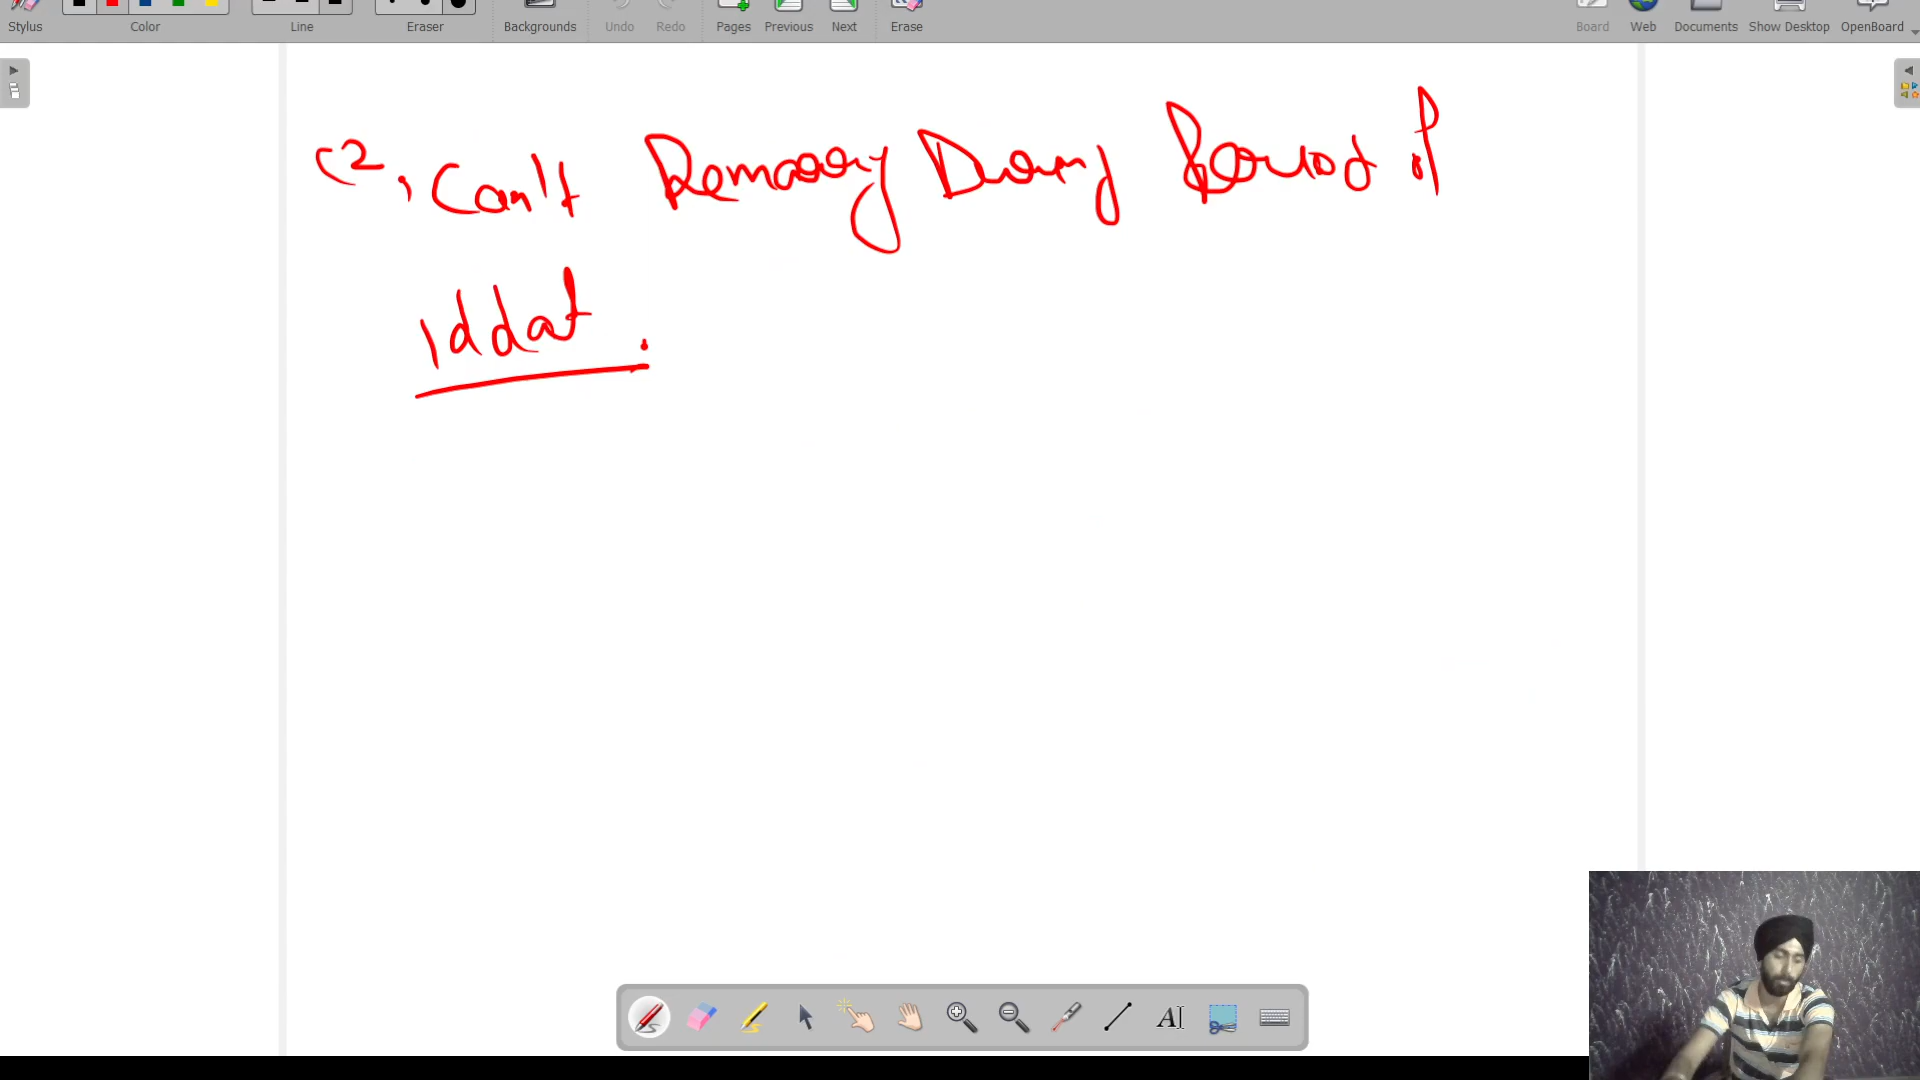 Stylus Color Line Eraser Backgrounds Undo Redo Pages Previous Next Erase Board Web Documents Show Desktop OpenBoard
(2, Can't Remarry During Period of
Iddat.